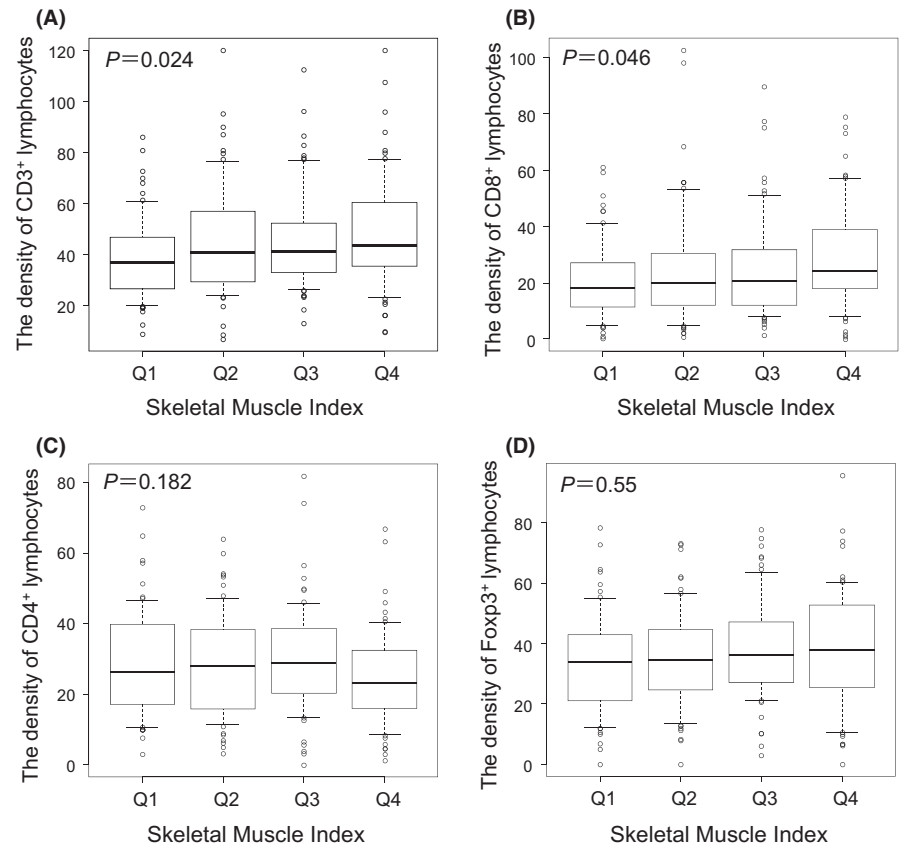 (A)
The density of CD3⁺ lymphocytes
P＝0.024
120
100
80
60
40
20
Q1 Q2 Q3 Q4
Skeletal Muscle Index
(B)
The density of CD8⁺ lymphocytes
P＝0.046
100
80
60
40
20
0
Q1 Q2 Q3 Q4
Skeletal Muscle Index
(C)
The density of CD4⁺ lymphocytes
P＝0.182
80
60
40
20
0
Q1 Q2 Q3 Q4
Skeletal Muscle Index
(D)
The density of Foxp3⁺ lymphocytes
P＝0.55
80
60
40
20
0
Q1 Q2 Q3 Q4
Skeletal Muscle Index